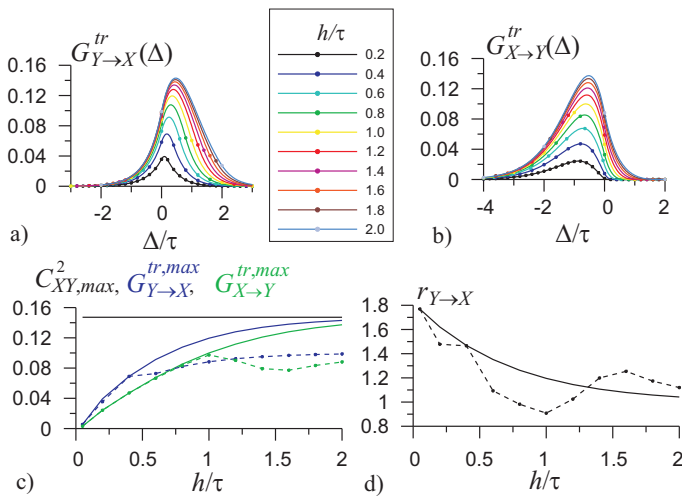 G^{tr}_{Y→X}(Δ)
0.16
0.12
0.08
0.04
0
-2 0 2
Δ/τ
a)
h/τ
0.2
0.4
0.6
0.8
1.0
1.2
1.4
1.6
1.8
2.0
G^{tr}_{X→Y}(Δ)
0.16
0.12
0.08
0.04
0
-4 -2 0 2
Δ/τ
b)
C^2_{XY,max}, G^{tr,max}_{Y→X}, G^{tr,max}_{X→Y}
0.16
0.12
0.08
0.04
0
0 0.5 1 1.5 2
h/τ
c)
r_{Y→X}
1.8
1.6
1.4
1.2
1
0.8
0 0.5 1 1.5 2
h/τ
d)